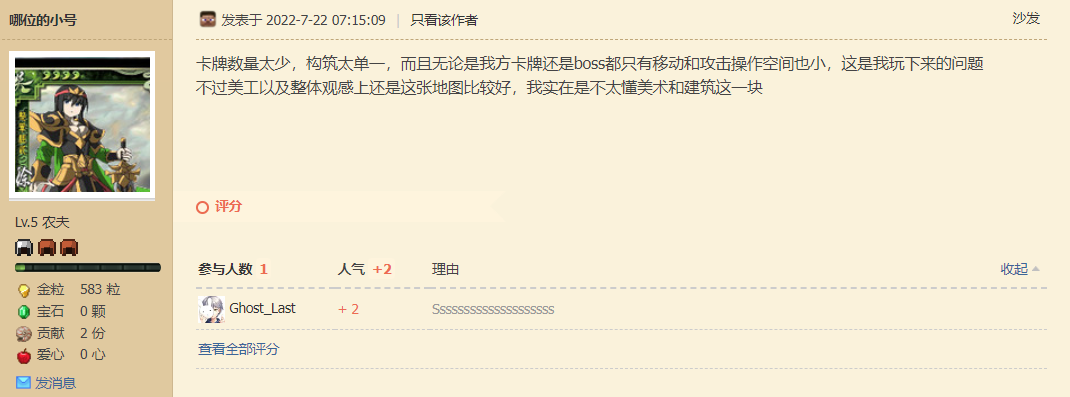 哪位的小号
发表于 2022-7-22 07:15:09 | 只看该作者
沙发
9999
Lv.5 农夫
金粒 583 粒
宝石 0 颗
贡献 2 份
爱心 0 心
发消息
卡牌数量太少，构筑太单一，而且无论是我方卡牌还是boss都只有移动和攻击操作空间也小，这是我玩下来的问题
不过美工以及整体观感上还是这张地图比较好，我实在是不太懂美术和建筑这一块
评分
参与人数 1 人气 +2 理由 收起
Ghost_Last + 2 Sssssssssssssssssssss
查看全部评分